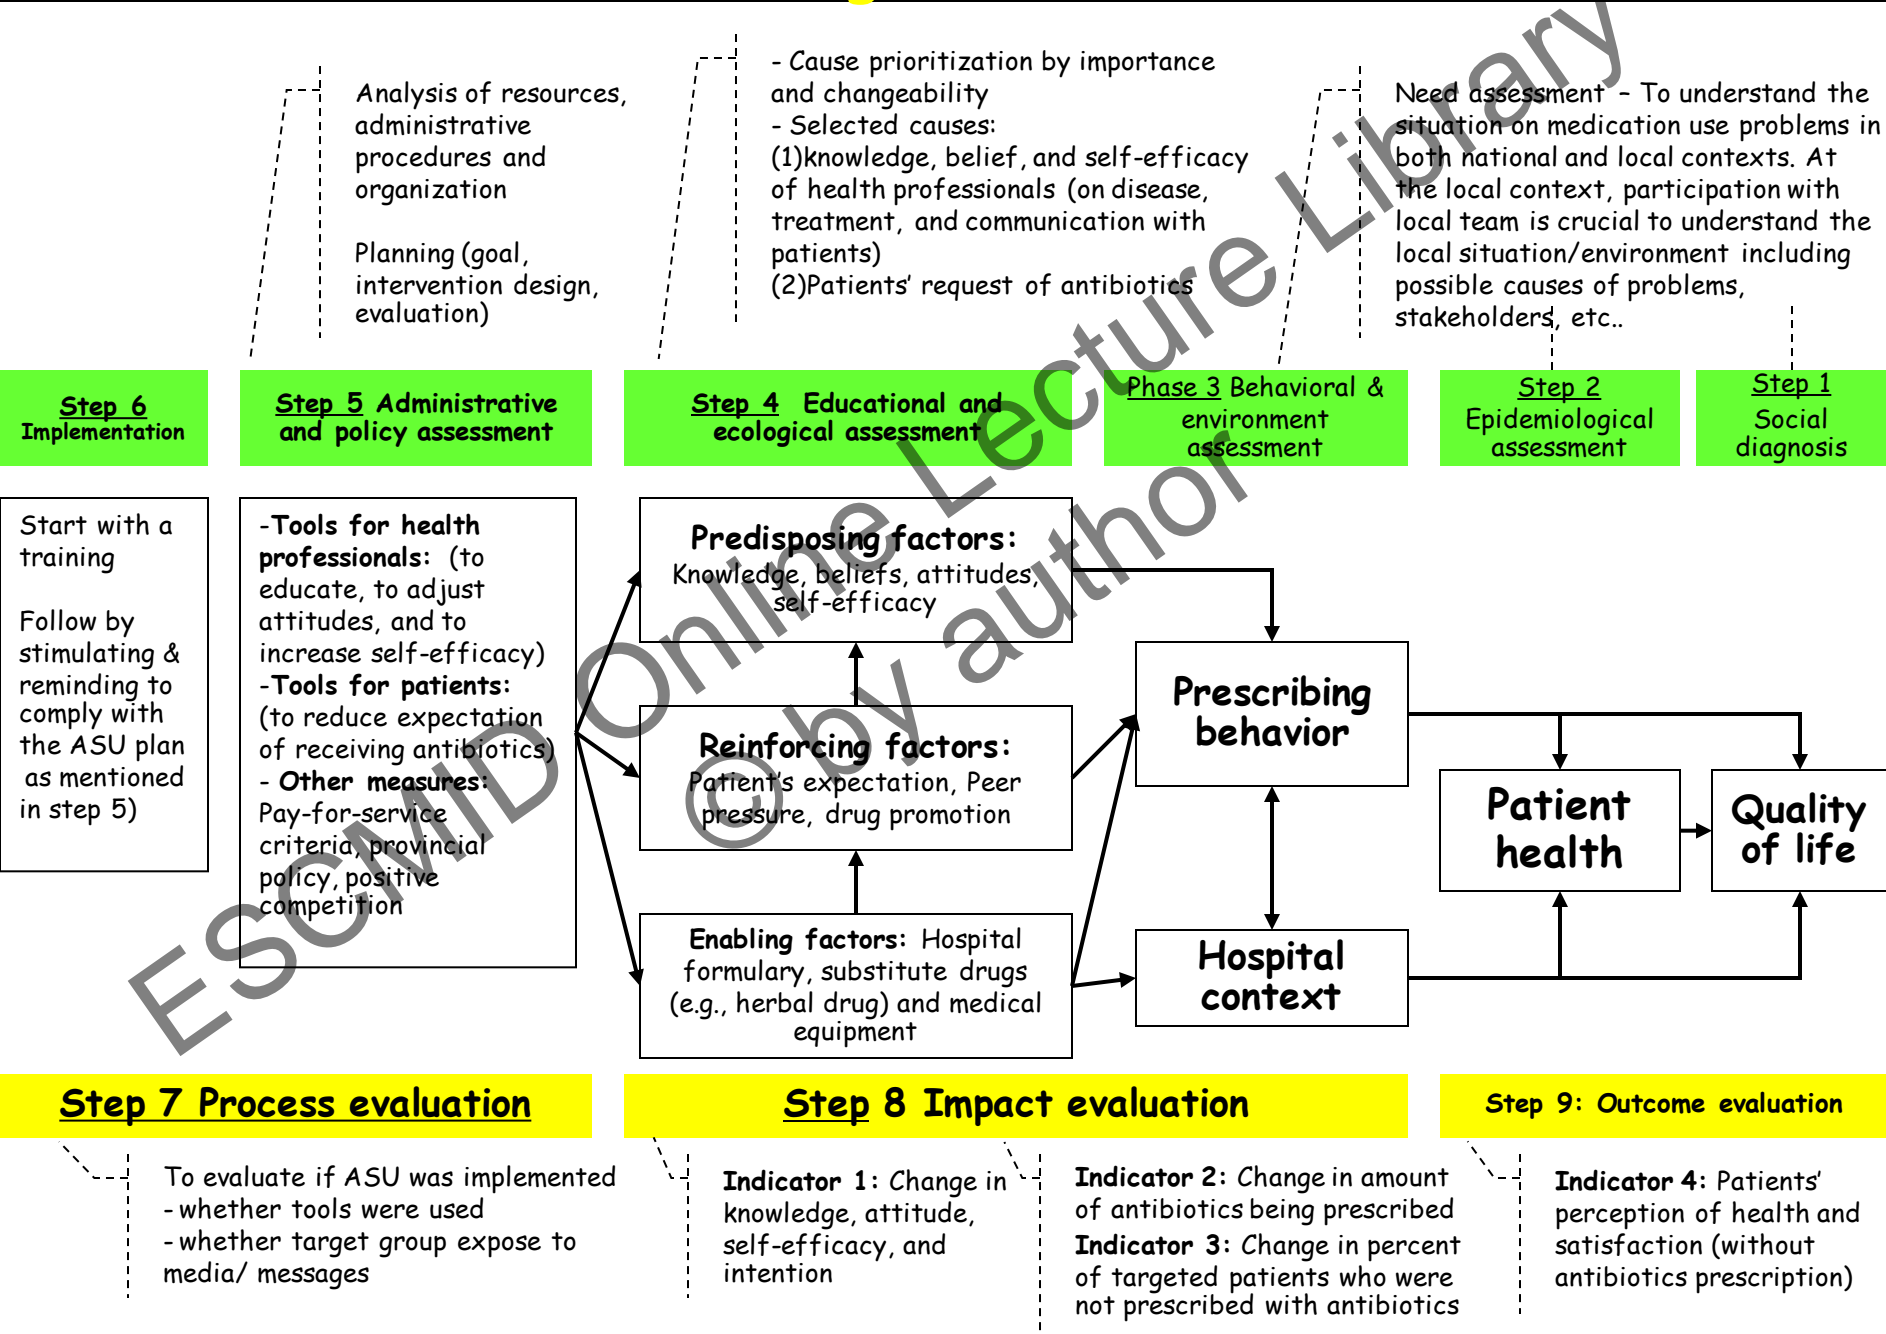 Analysis of resources,
administrative
procedures and
organization
Planning (goal,
intervention design,
evaluation)
- Cause prioritization by importance
and changeability
- Selected causes:
(1)knowledge, belief, and self-efficacy
of health professionals (on disease,
treatment, and communication with
patients)
(2)Patients' request of antibiotics
Need assessment – To understand the
situation on medication use problems in
both national and local contexts. At
the local context, participation with
local team is crucial to understand the
local situation/environment including
possible causes of problems,
stakeholders, etc..
Step 6
Implementation
Step 5 Administrative
and policy assessment
Step 4 Educational and
ecological assessment
Phase 3 Behavioral &
environment
assessment
Step 2
Epidemiological
assessment
Step 1
Social
diagnosis
Start with a
training
Follow by
stimulating &
reminding to
comply with
the ASU plan
as mentioned
in step 5)
-Tools for health
professionals: (to
educate, to adjust
attitudes, and to
increase self-efficacy)
-Tools for patients:
(to reduce expectation
of receiving antibiotics)
- Other measures:
Pay-for-service
criteria, provincial
policy, positive
competition
Predisposing factors:
Knowledge, beliefs, attitudes,
self-efficacy
Reinforcing factors:
Patient's expectation, Peer
pressure, drug promotion
Enabling factors: Hospital
formulary, substitute drugs
(e.g., herbal drug) and medical
equipment
Prescribing
behavior
Hospital
context
Patient
health
Quality
of life
Step 7 Process evaluation
Step 8 Impact evaluation
Step 9: Outcome evaluation
To evaluate if ASU was implemented
- whether tools were used
- whether target group expose to
media/ messages
Indicator 1: Change in
knowledge, attitude,
self-efficacy, and
intention
Indicator 2: Change in amount
of antibiotics being prescribed
Indicator 3: Change in percent
of targeted patients who were
not prescribed with antibiotics
Indicator 4: Patients'
perception of health and
satisfaction (without
antibiotics prescription)
ESCMID Online Lecture Library
© by author